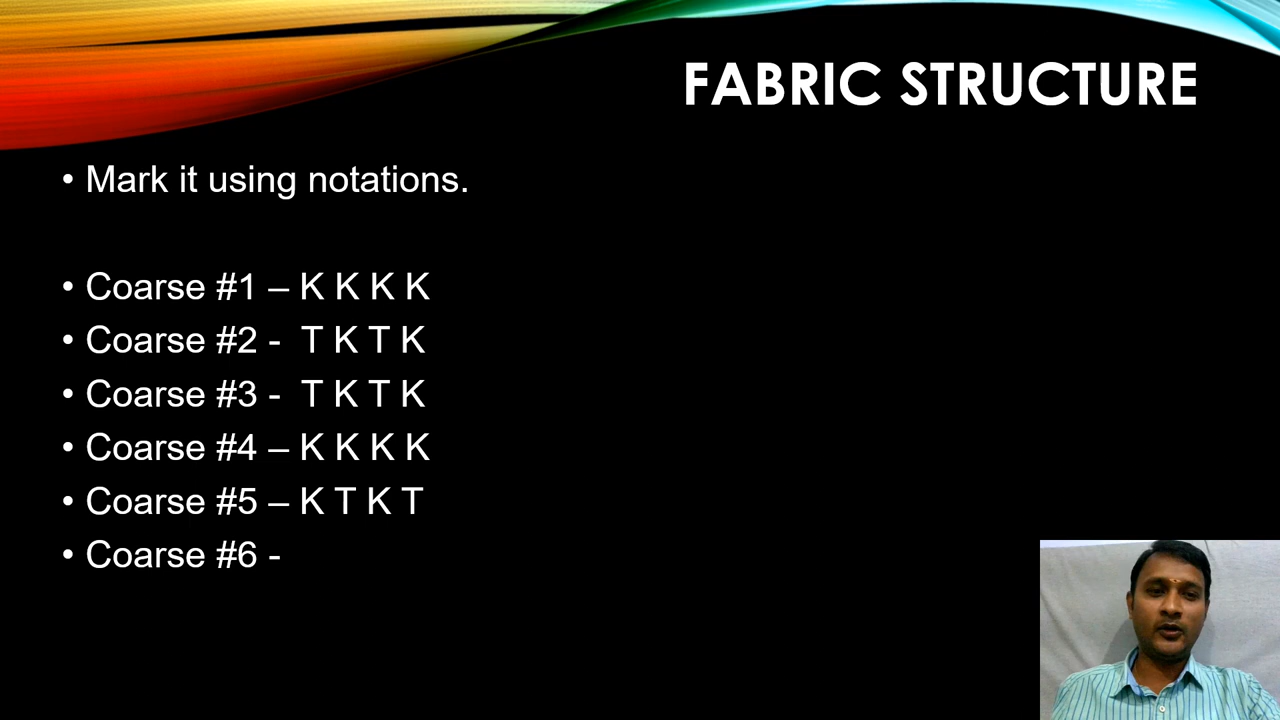 FABRIC STRUCTURE
• Mark it using notations.
• Coarse #1 – K K K K
• Coarse #2 - T K T K
• Coarse #3 - T K T K
• Coarse #4 – K K K K
• Coarse #5 – K T K T
• Coarse #6 -